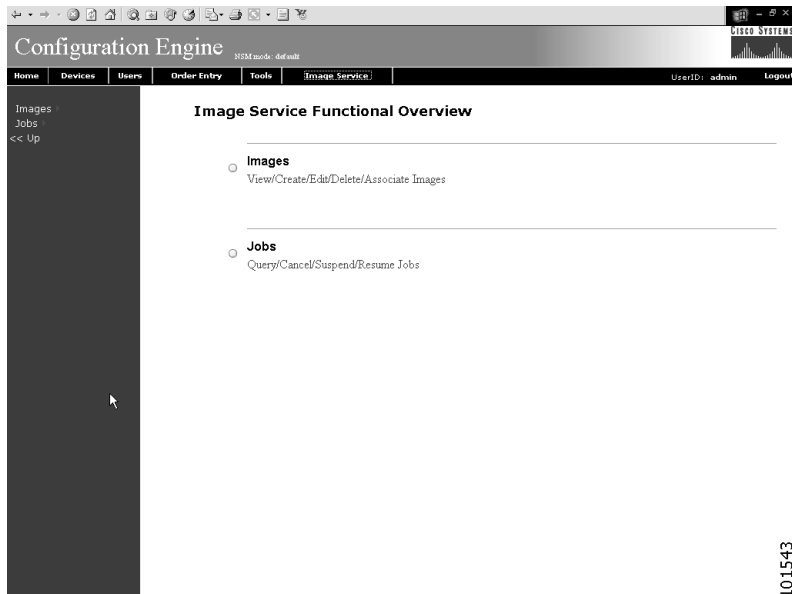 CISCO SYSTEMS
Configuration Engine NSM mode: default
Home Devices Users Order Entry Tools Image Service UserID: admin Logout
Images
Jobs
<< Up
Image Service Functional Overview
Images
View/Create/Edit/Delete/Associate Images
Jobs
Query/Cancel/Suspend/Resume Jobs
101543